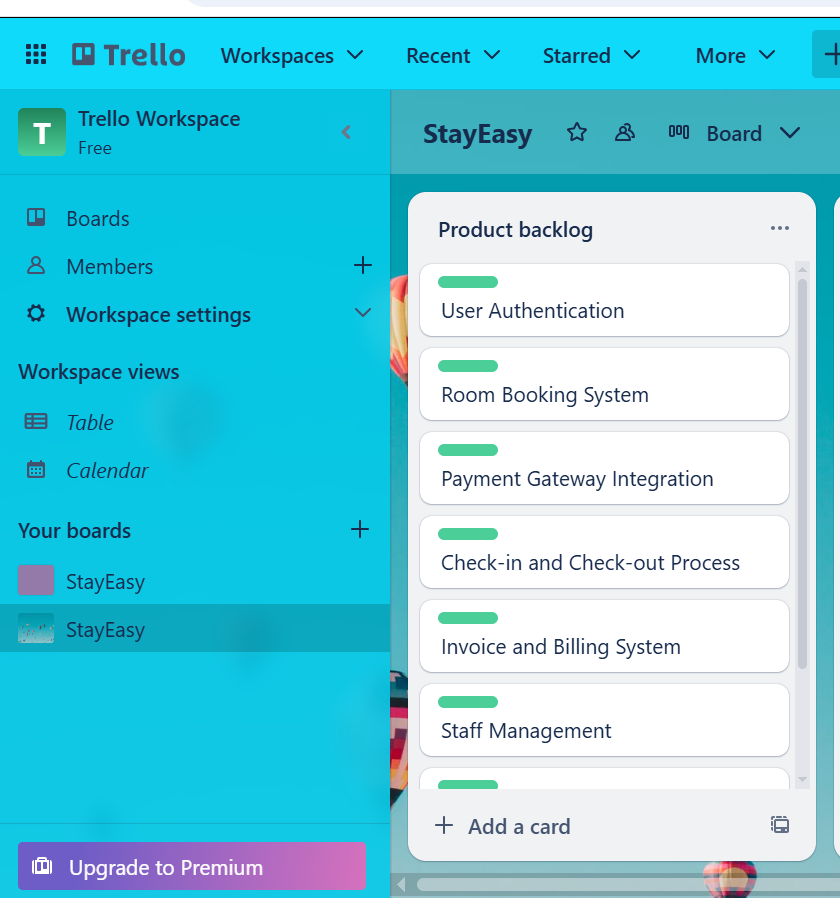 Trello
Workspaces
Recent
Starred
More
T
Trello Workspace
Free
StayEasy
Board
Boards
Members
Workspace settings
Workspace views
Table
Calendar
Your boards
StayEasy
StayEasy
Upgrade to Premium
Product backlog
User Authentication
Room Booking System
Payment Gateway Integration
Check-in and Check-out Process
Invoice and Billing System
Staff Management
Add a card